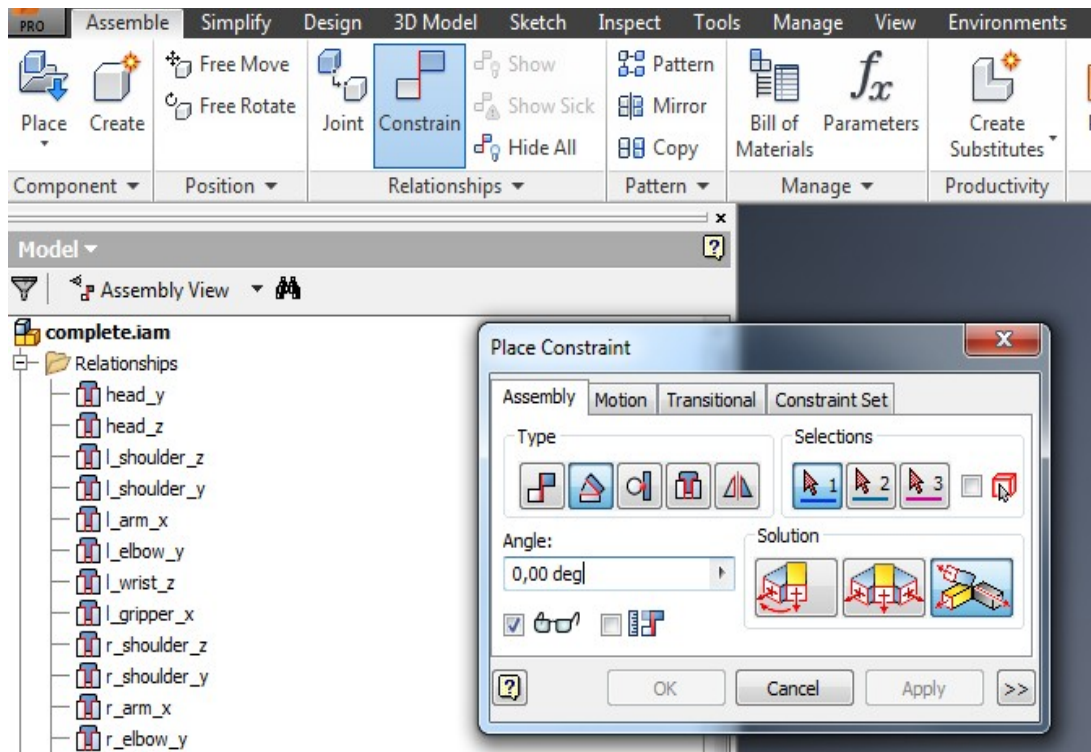 PRO Assemble Simplify Design 3D Model Sketch Inspect Tools Manage View Environments
Place Create
Free Move
Free Rotate
Joint Constrain
Show
Show Sick
Hide All
Pattern
Mirror
Copy
Bill of Materials
Parameters
Create Substitutes
Component Position Relationships Pattern Manage Productivity
Model
Assembly View
complete.iam
Relationships
head_y
head_z
l_shoulder_z
l_shoulder_y
l_arm_x
l_elbow_y
l_wrist_z
l_gripper_x
r_shoulder_z
r_shoulder_y
r_arm_x
r_elbow_y
Place Constraint
Assembly Motion Transitional Constraint Set
Type
Selections
1 2 3
Angle:
0,00 deg
Solution
OK Cancel Apply >>